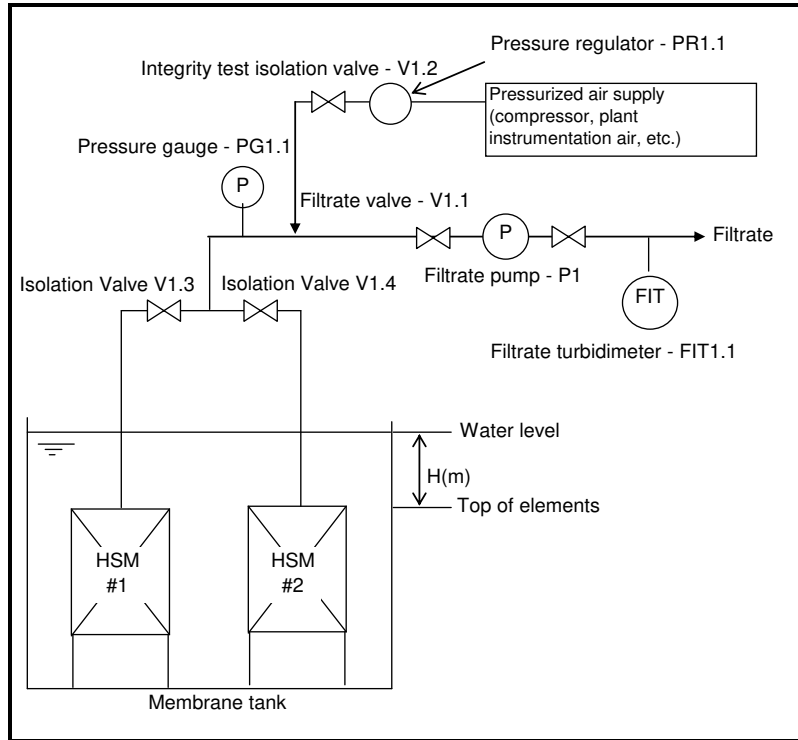 Pressure regulator - PR1.1
Integrity test isolation valve - V1.2
Pressurized air supply
(compressor, plant
instrumentation air, etc.)
Pressure gauge - PG1.1
P
Filtrate valve - V1.1
P
Filtrate
Isolation Valve V1.3
Isolation Valve V1.4
Filtrate pump - P1
FIT
Filtrate turbidimeter - FIT1.1
Water level
H(m)
Top of elements
HSM
#1
HSM
#2
Membrane tank